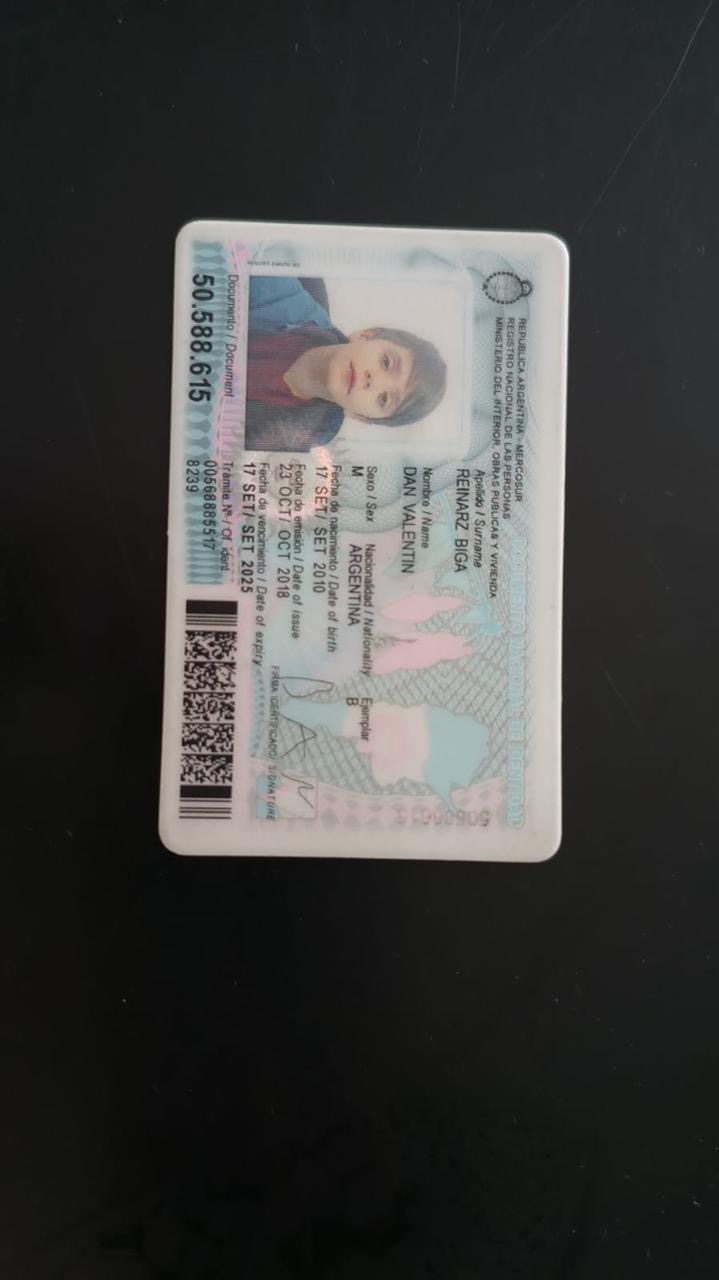 REPUBLICA ARGENTINA - MERCOSUR
REGISTRO NACIONAL DE LAS PERSONAS
MINISTERIO DEL INTERIOR, OBRAS PUBLICAS Y VIVIENDA
Apellido / Surname
REINARZ BIGA
Nombre / Name
DAN VALENTIN
Sexo / Sex Nacionalidad / Nationality Ejemplar
M ARGENTINA B
Fecha de nacimiento / Date of birth
17 SET/ SET 2010
Fecha de emisión / Date of issue
23 OCT/ OCT 2018
Fecha de vencimiento / Date of expiry
17 SET/ SET 2025
FIRMA IDENTIFICADO / SIGNATURE
DAN
Documento / Document
50.588.615
Trámite Nº / Of. ident.
00568885517
8239